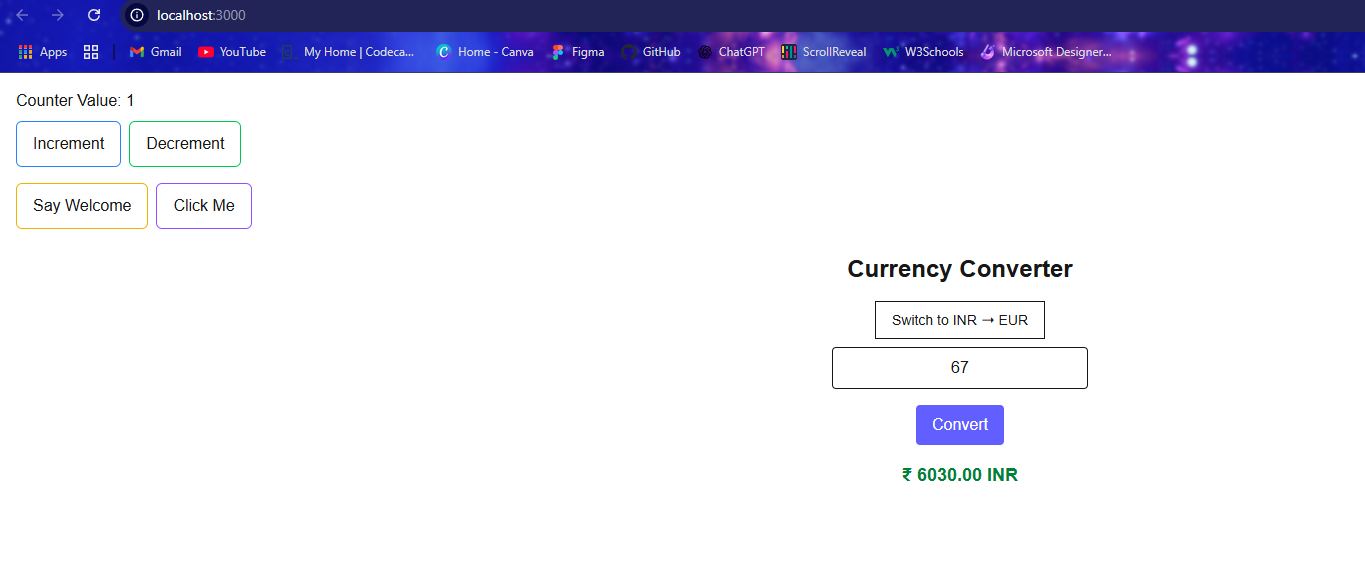 localhost:3000
Apps Gmail YouTube My Home | Codeca... Home - Canva Figma GitHub ChatGPT ScrollReveal W3Schools Microsoft Designer...
Counter Value: 1
Increment Decrement
Say Welcome Click Me
Currency Converter
Switch to INR → EUR
67
Convert
₹ 6030.00 INR